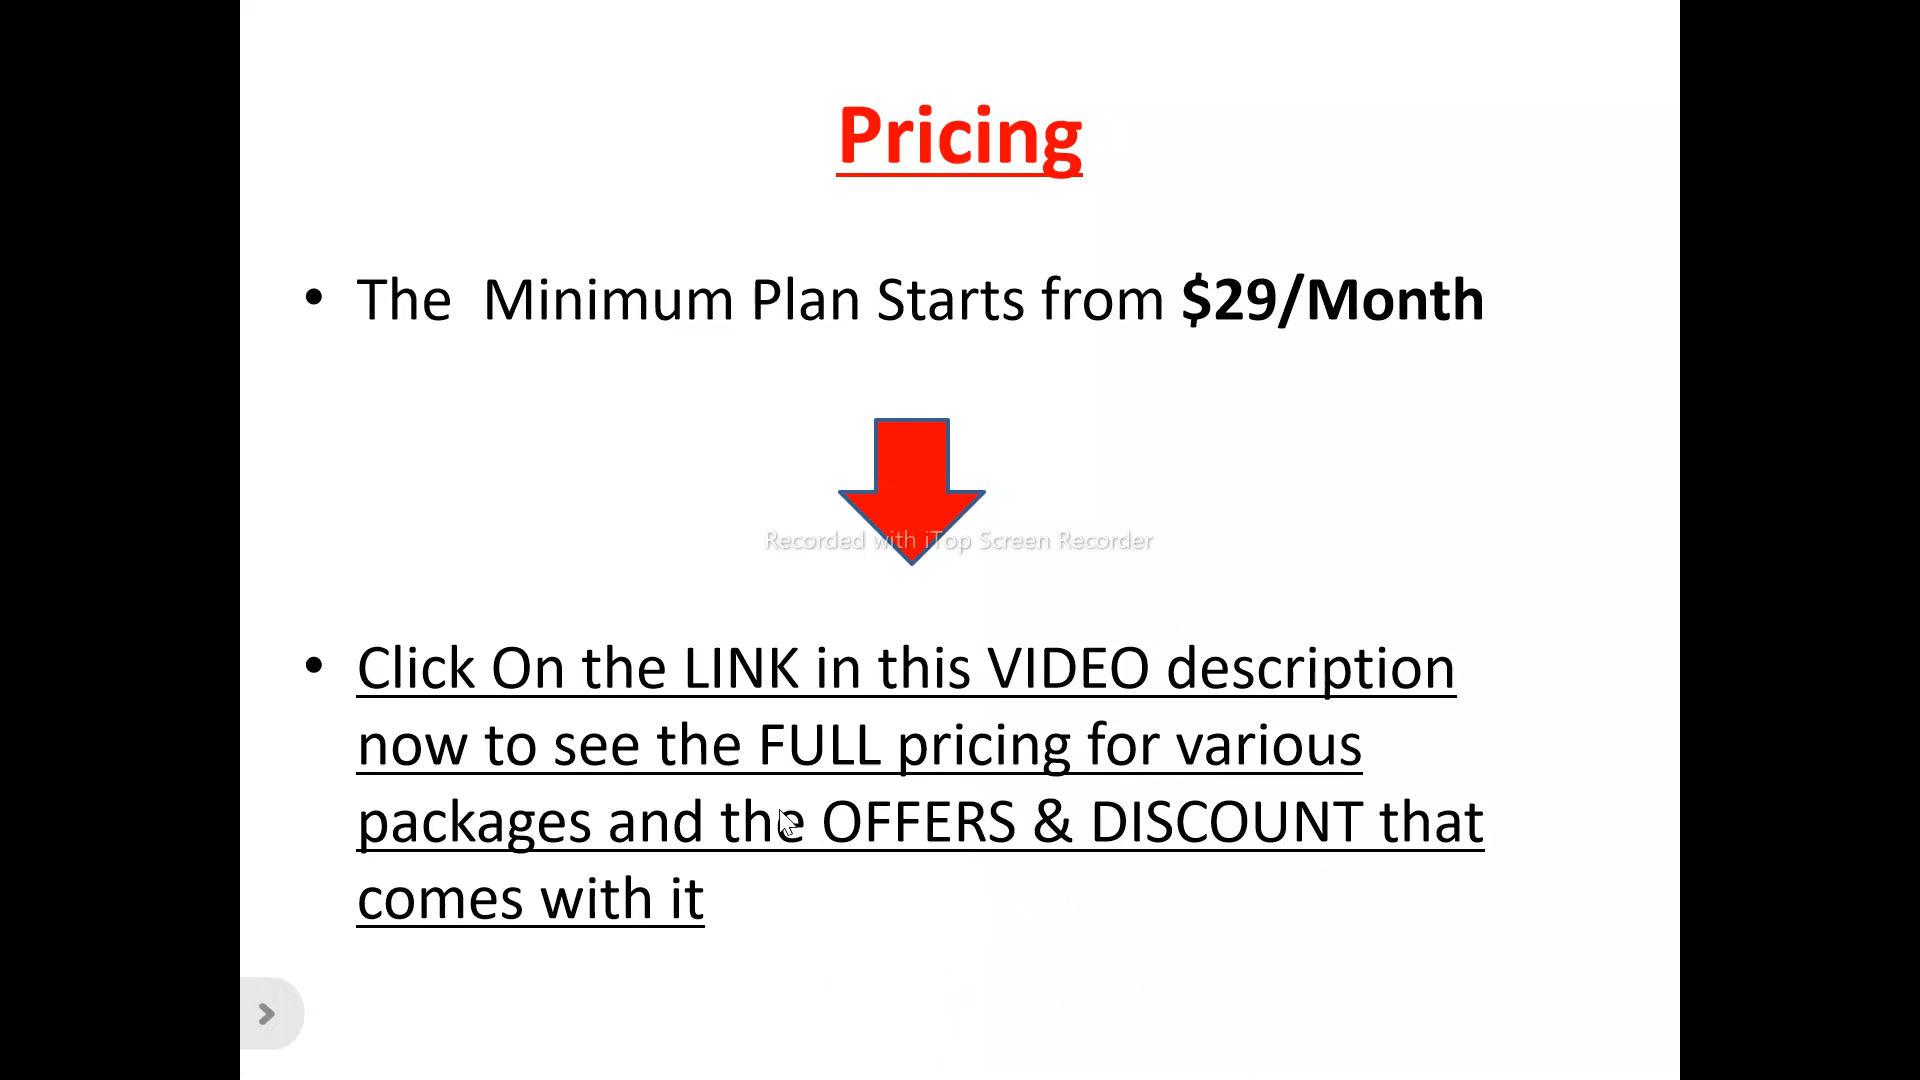 Pricing
• The  Minimum Plan Starts from $29/Month
Recorded with iTop Screen Recorder
• Click On the LINK in this VIDEO description
now to see the FULL pricing for various
packages and the OFFERS & DISCOUNT that
comes with it